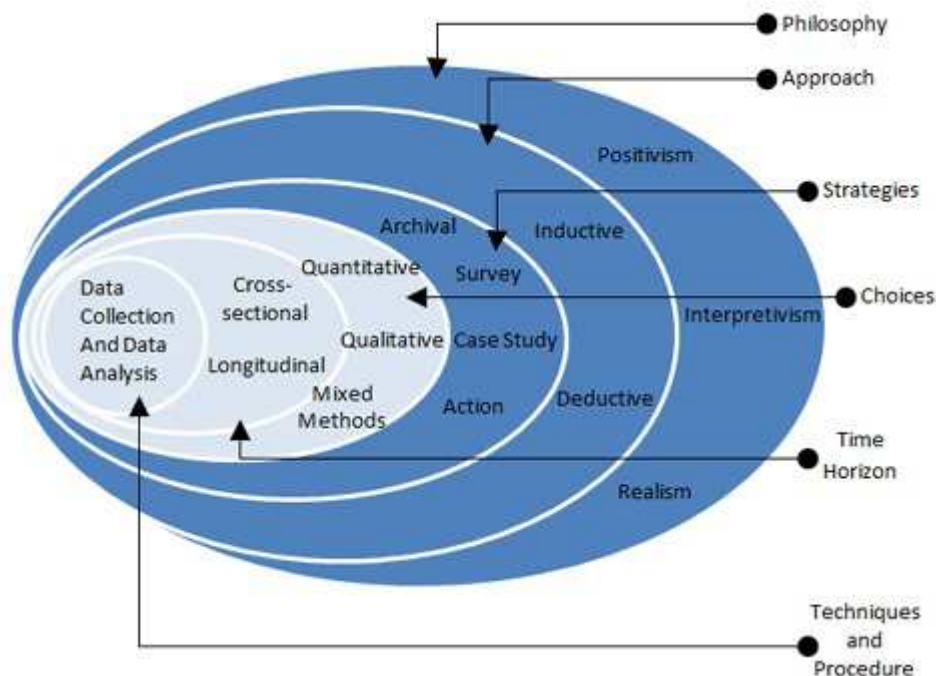 Philosophy
Approach
Positivism
Strategies
Archival
Inductive
Quantitative
Survey
Data
Collection
And Data
Analysis
Cross-
sectional
Choices
Interpretivism
Qualitative
Case Study
Longitudinal
Mixed
Methods
Action
Deductive
Time
Horizon
Realism
Techniques
and
Procedure